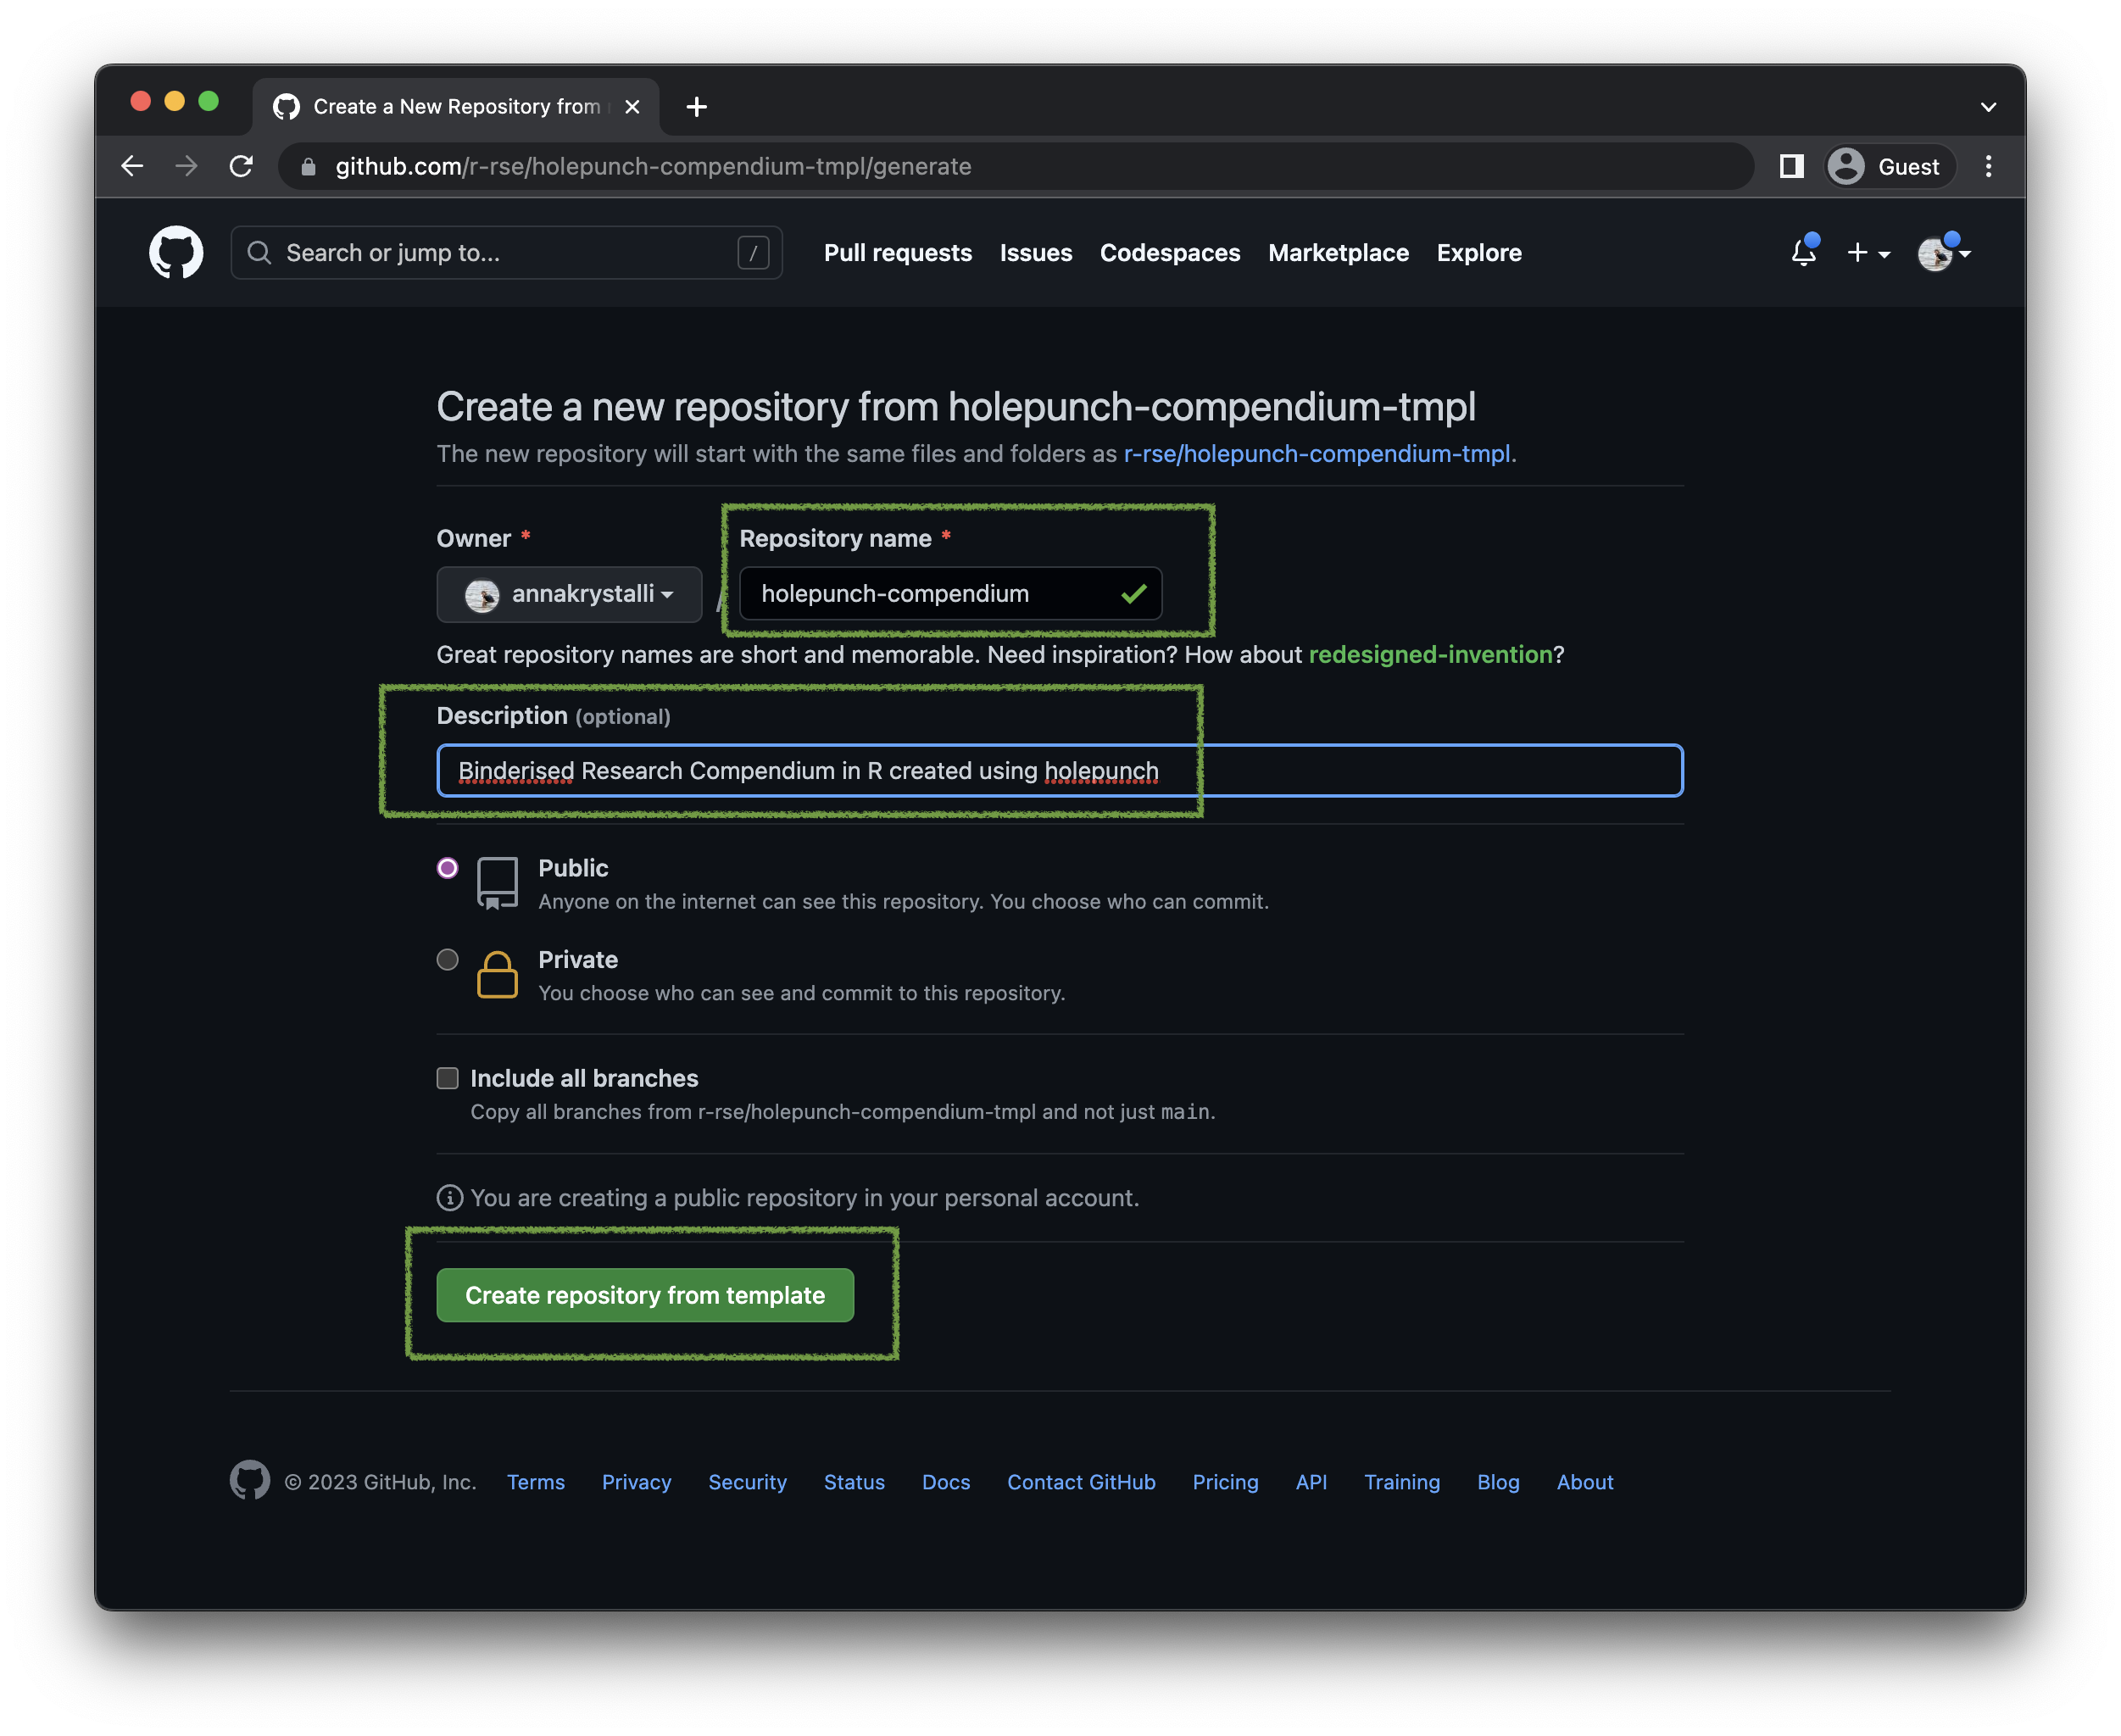 Create a New Repository from
github.com/r-rse/holepunch-compendium-tmpl/generate
Guest
Search or jump to...
/
Pull requests
Issues
Codespaces
Marketplace
Explore
Create a new repository from holepunch-compendium-tmpl
The new repository will start with the same files and folders as r-rse/holepunch-compendium-tmpl.
Owner *
Repository name *
annakrystalli
/
holepunch-compendium
Great repository names are short and memorable. Need inspiration? How about redesigned-invention?
Description (optional)
Binderised Research Compendium in R created using holepunch
Public
Anyone on the internet can see this repository. You choose who can commit.
Private
You choose who can see and commit to this repository.
Include all branches
Copy all branches from r-rse/holepunch-compendium-tmpl and not just main.
You are creating a public repository in your personal account.
Create repository from template
© 2023 GitHub, Inc.
Terms
Privacy
Security
Status
Docs
Contact GitHub
Pricing
API
Training
Blog
About